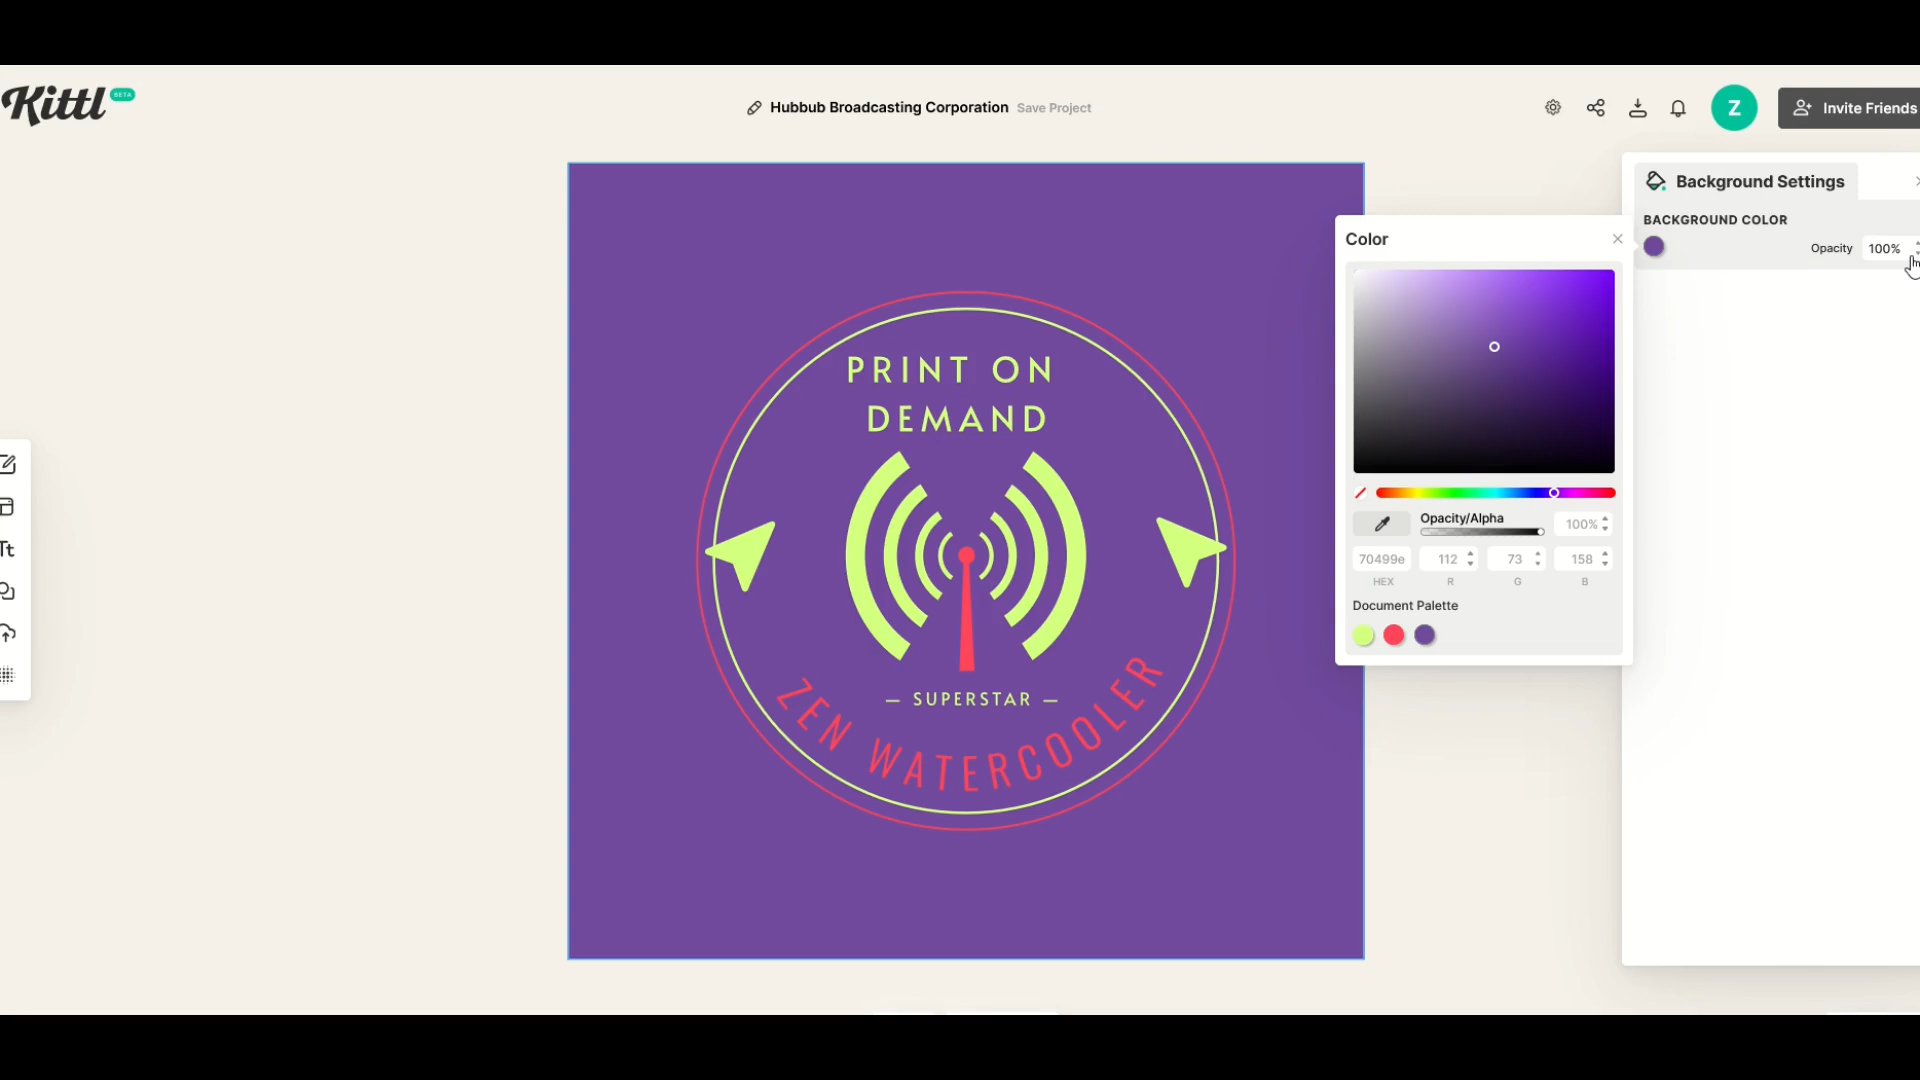 Kittl BETA
Hubbub Broadcasting Corporation Save Project
Z
Invite Friends
Background Settings
BACKGROUND COLOR
Opacity 100%
Color
Opacity/Alpha
100%
70499e 112 73 158
HEX R G B
Document Palette
Tt
PRINT ON
DEMAND
— SUPERSTAR —
ZEN WATERCOOLER